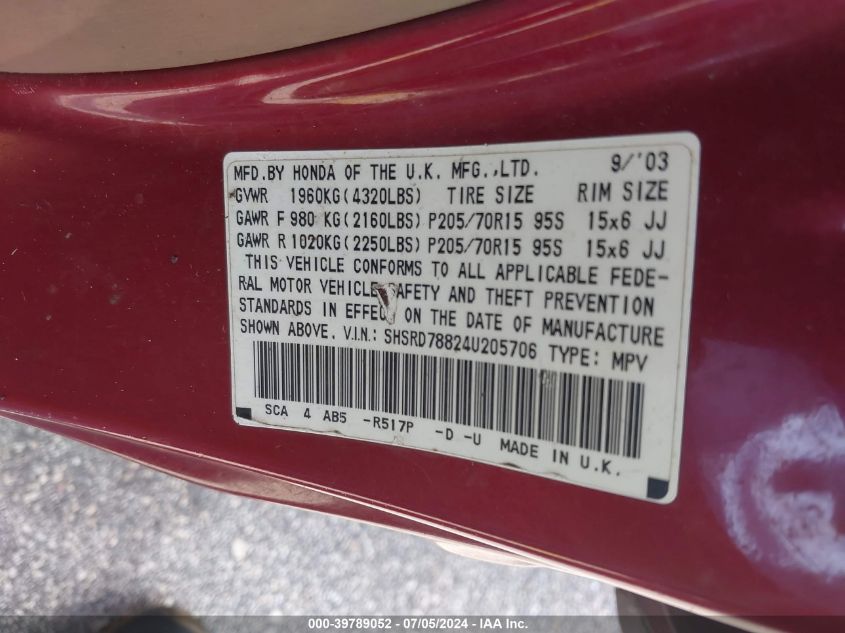 MFD.BY HONDA OF THE U.K. MFG.,LTD. 9/'03
GVWR 1960KG(4320LBS) TIRE SIZE RIM SIZE
GAWR F 980 KG(2160LBS) P205/70R15 95S 15x6 JJ
GAWR R 1020KG(2250LBS) P205/70R15 95S 15x6 JJ
THIS VEHICLE CONFORMS TO ALL APPLICABLE FEDE-
RAL MOTOR VEHICLE SAFETY AND THEFT PREVENTION
STANDARDS IN EFFECT ON THE DATE OF MANUFACTURE
SHOWN ABOVE. V.I.N.: SHSRD78824U205706 TYPE: MPV
SCA 4 AB5 -R517P -D -U MADE IN U.K.
000-39789052 / 07/05/2024 - IAA Inc.